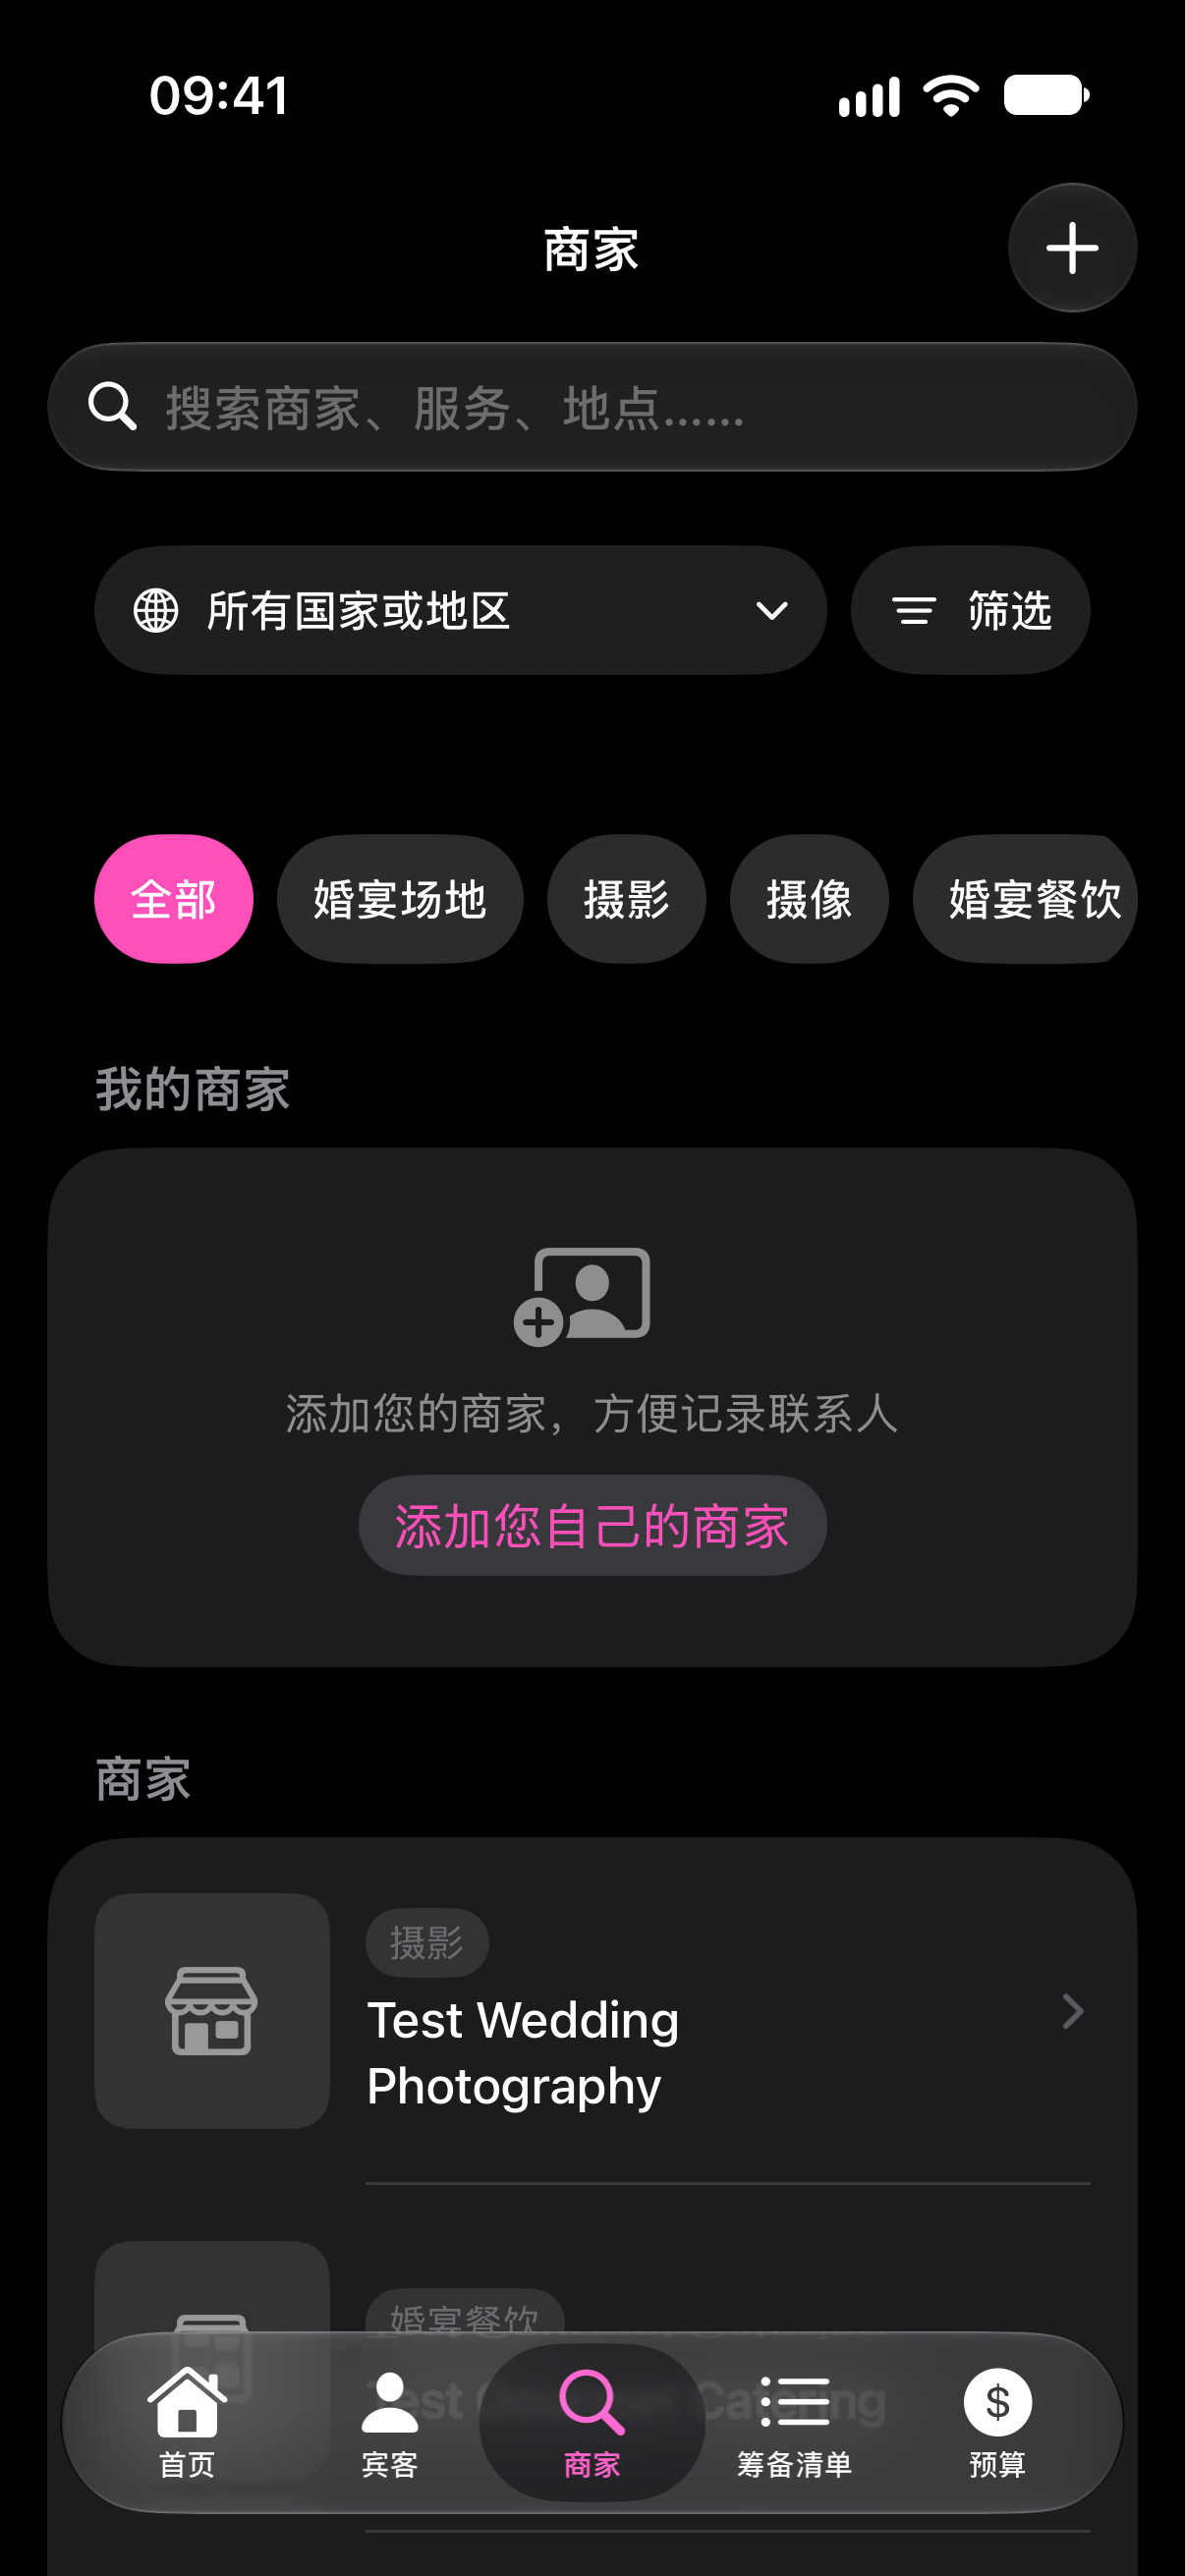 09:41
商家
搜索商家、服务、地点……
所有国家或地区
筛选
全部
婚宴场地
摄影
摄像
婚宴餐饮
我的商家
添加您的商家，方便记录联系人
添加您自己的商家
商家
摄影
Test Wedding
Photography
婚宴餐饮
Catering
首页
宾客
商家
筹备清单
预算